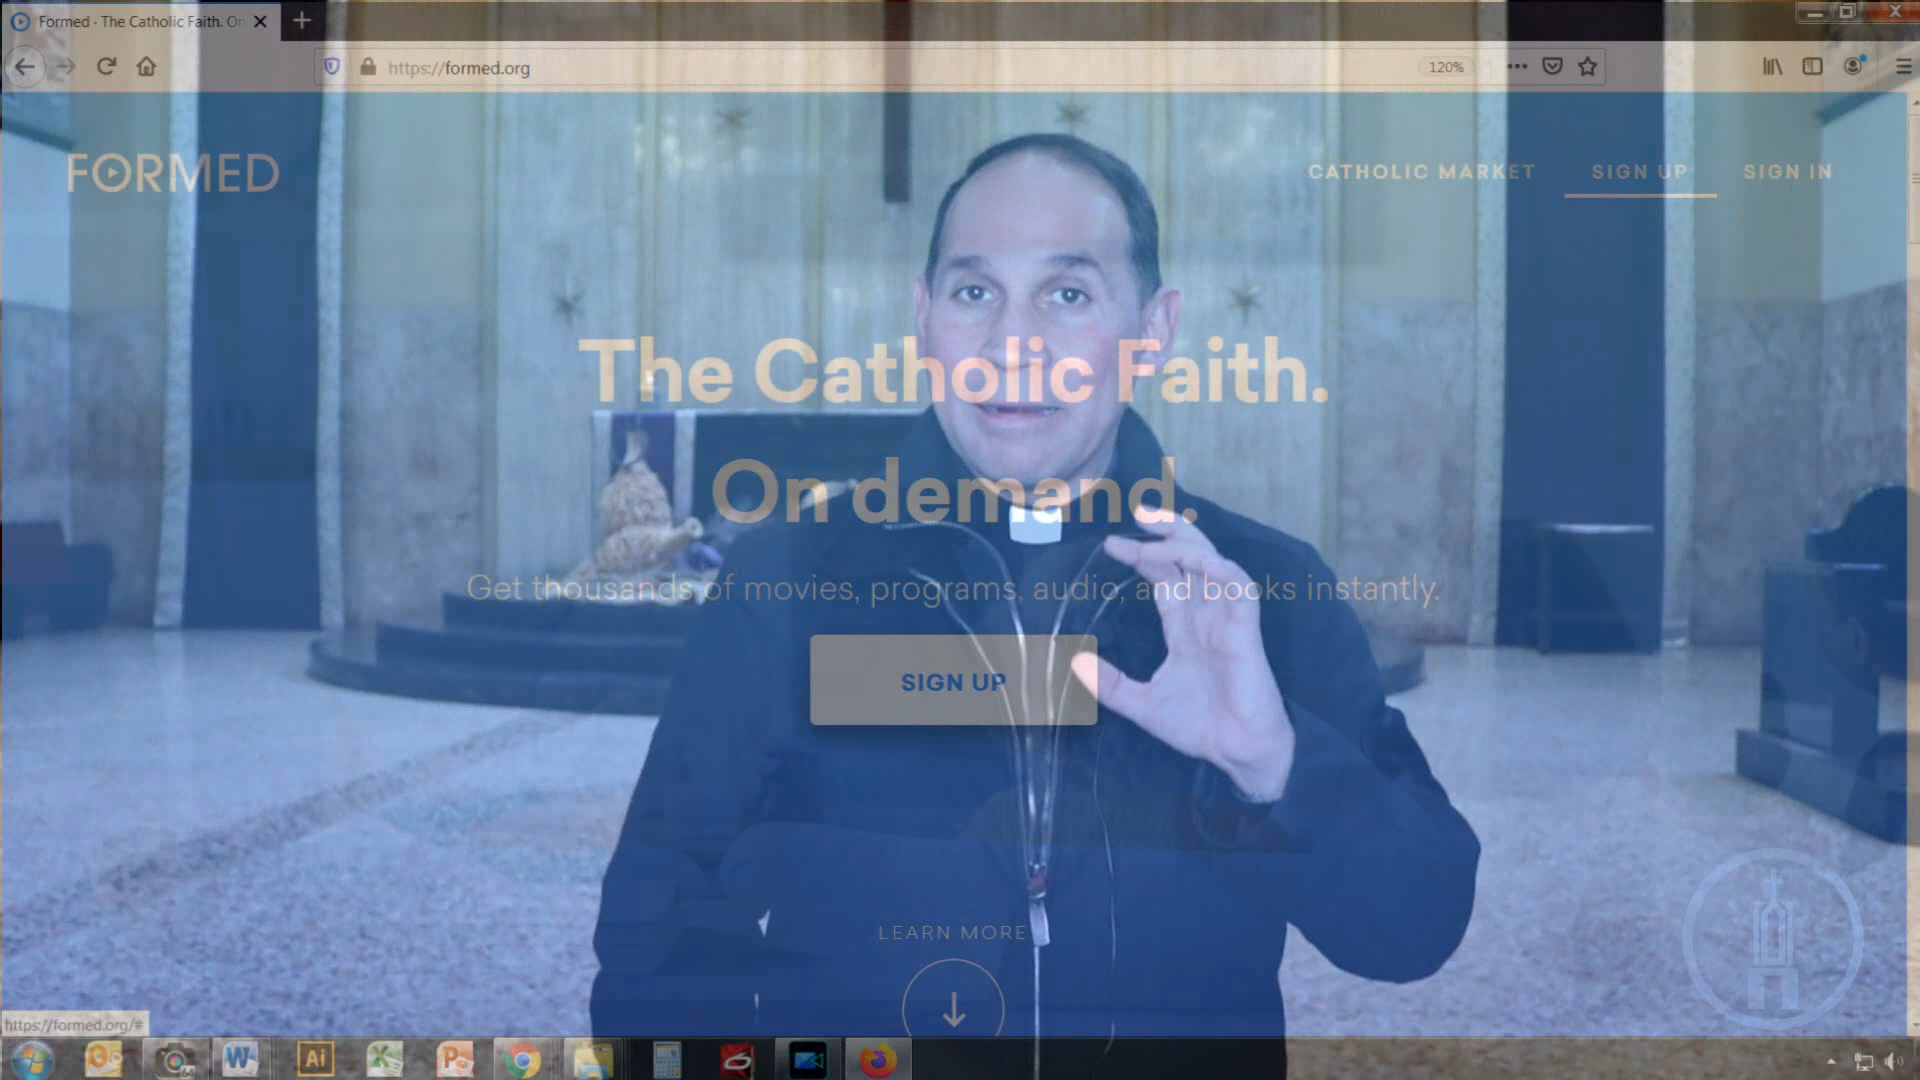 Formed · The Catholic Faith. On
https://formed.org
120%
FORMED
CATHOLIC MARKET
SIGN UP
SIGN IN
The Catholic Faith.
On demand.
Get thousands of movies, programs, audio, and books instantly.
SIGN UP
LEARN MORE
https://formed.org/#
W
Ai